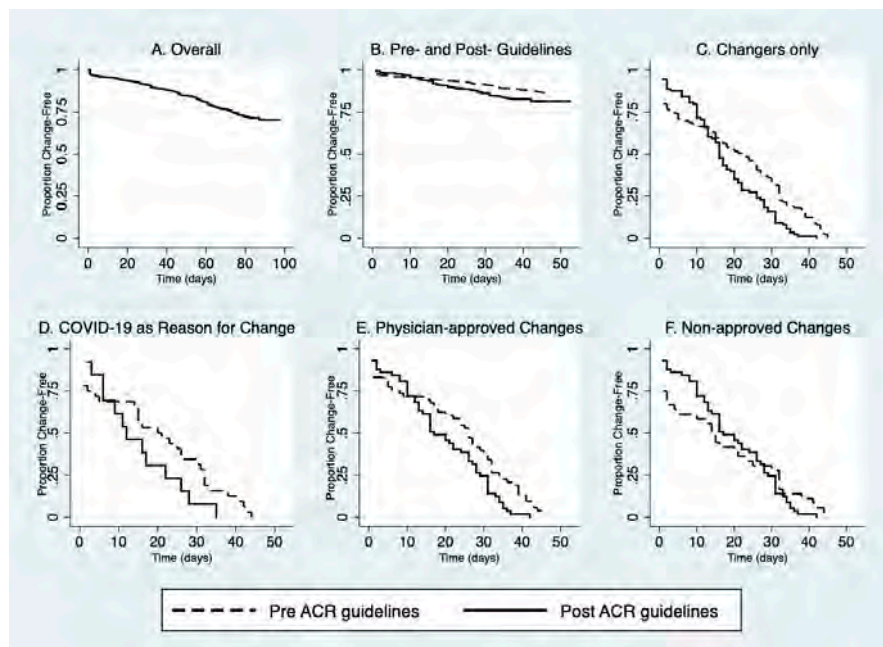 A. Overall
B. Pre- and Post- Guidelines
C. Changers only
Proportion Change-Free
1
.75
.5
0.25
0
0 20 40 60 80 100
Time (days)
Proportion Change-Free
1
.75
.5
0.25
0
0 10 20 30 40 50
Time (days)
Proportion Change-Free
1
.75
.5
.25
0
0 10 20 30 40 50
Time (days)
D. COVID-19 as Reason for Change
E. Physician-approved Changes
F. Non-approved Changes
Proportion Change-Free
1
.75
.5
.25
0
0 10 20 30 40 50
Time (days)
Proportion Change-Free
1
.75
.5
.25
0
0 10 20 30 40 50
Time (days)
Proportion Change-Free
1
.75
.5
.25
0
0 10 20 30 40 50
Time (days)
Pre ACR guidelines
Post ACR guidelines